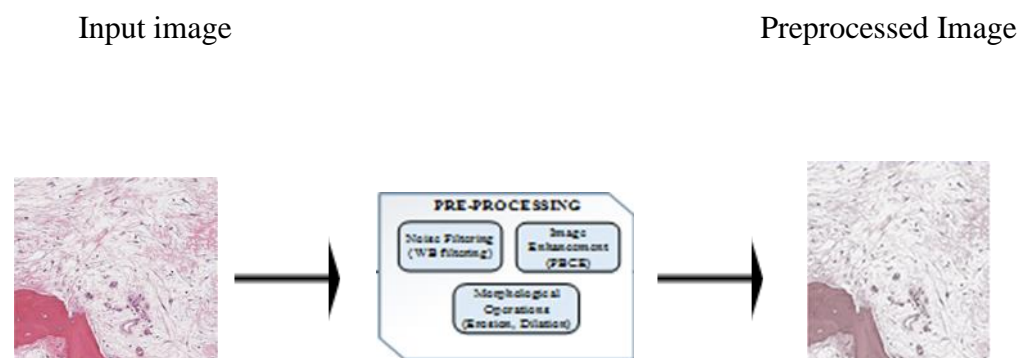 Input image
Preprocessed Image
PRE-PROCESSING
Noise Filtering
(WB filtering)
Image
Enhancement
(PBCE)
Morphological
Operations
(Erosion, Dilation)